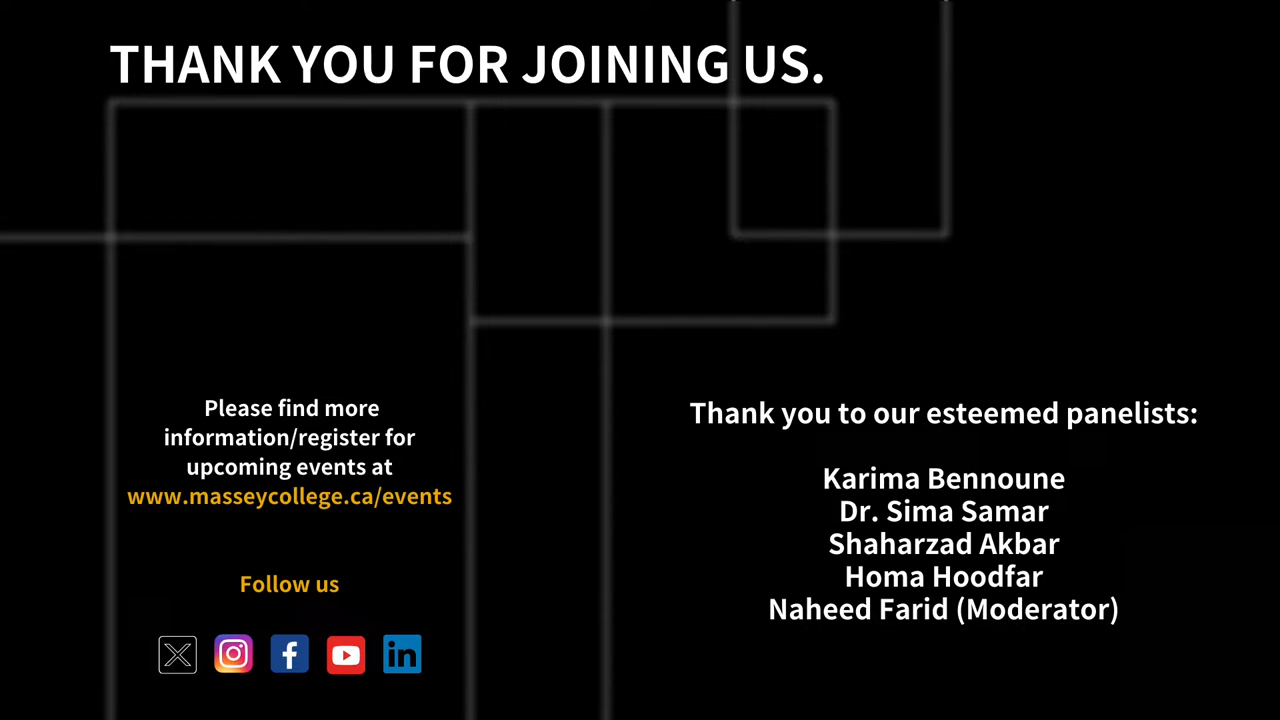 THANK YOU FOR JOINING US.
Please find more
information/register for
upcoming events at
www.masseycollege.ca/events
Follow us
Thank you to our esteemed panelists:
Karima Bennoune
Dr. Sima Samar
Shaharzad Akbar
Homa Hoodfar
Naheed Farid (Moderator)